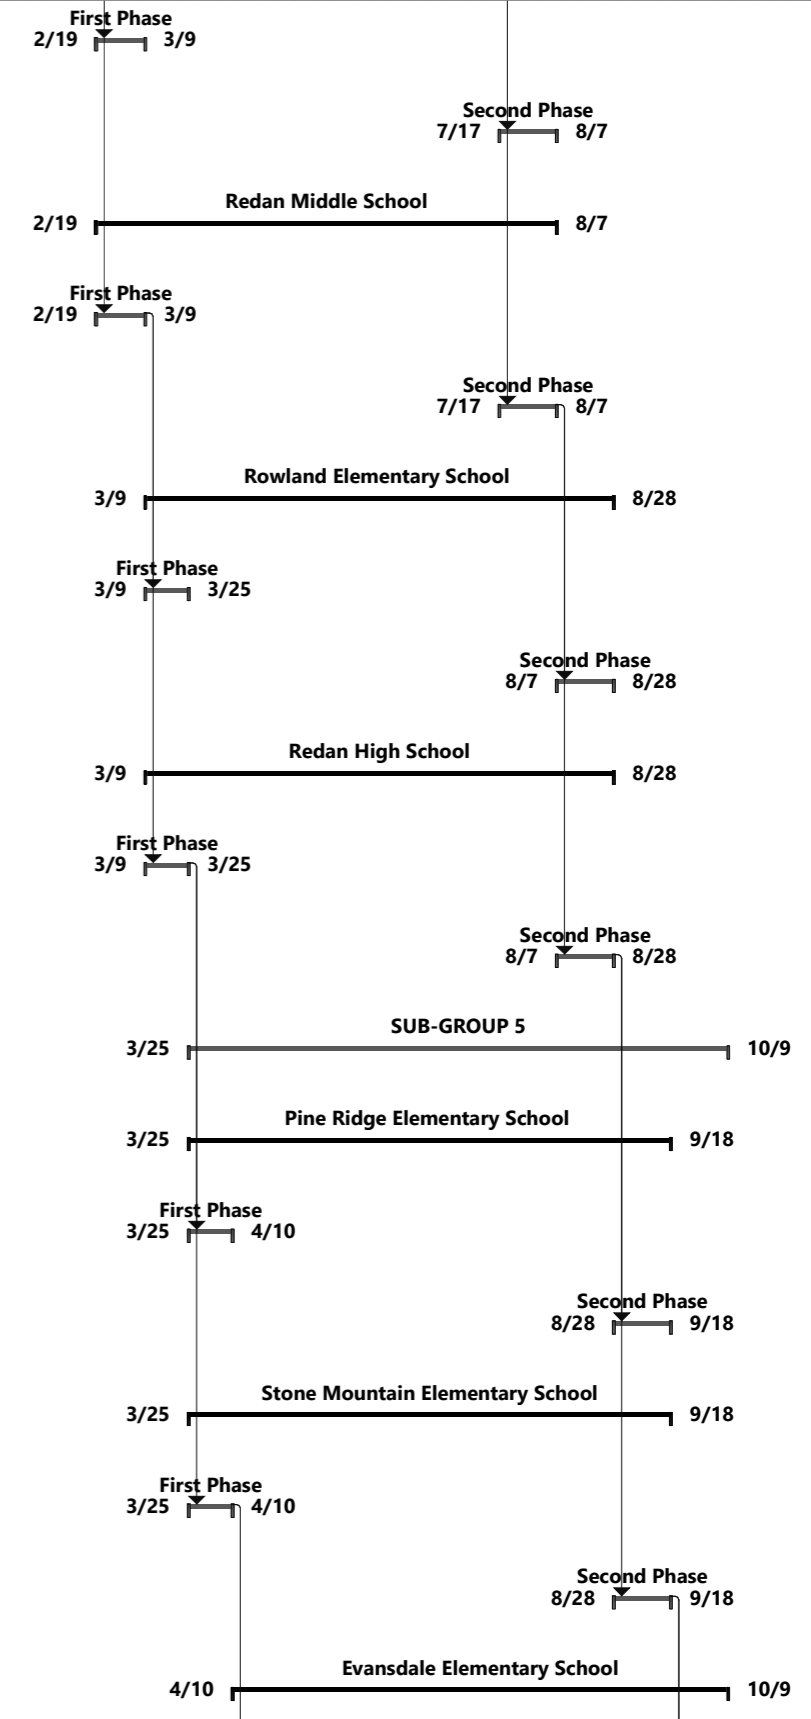 First Phase
2/19 3/9
Second Phase
7/17 8/7
Redan Middle School
2/19 8/7
First Phase
2/19 3/9
Second Phase
7/17 8/7
Rowland Elementary School
3/9 8/28
First Phase
3/9 3/25
Second Phase
8/7 8/28
Redan High School
3/9 8/28
First Phase
3/9 3/25
Second Phase
8/7 8/28
SUB-GROUP 5
3/25 10/9
Pine Ridge Elementary School
3/25 9/18
First Phase
3/25 4/10
Second Phase
8/28 9/18
Stone Mountain Elementary School
3/25 9/18
First Phase
3/25 4/10
Second Phase
8/28 9/18
Evansdale Elementary School
4/10 10/9